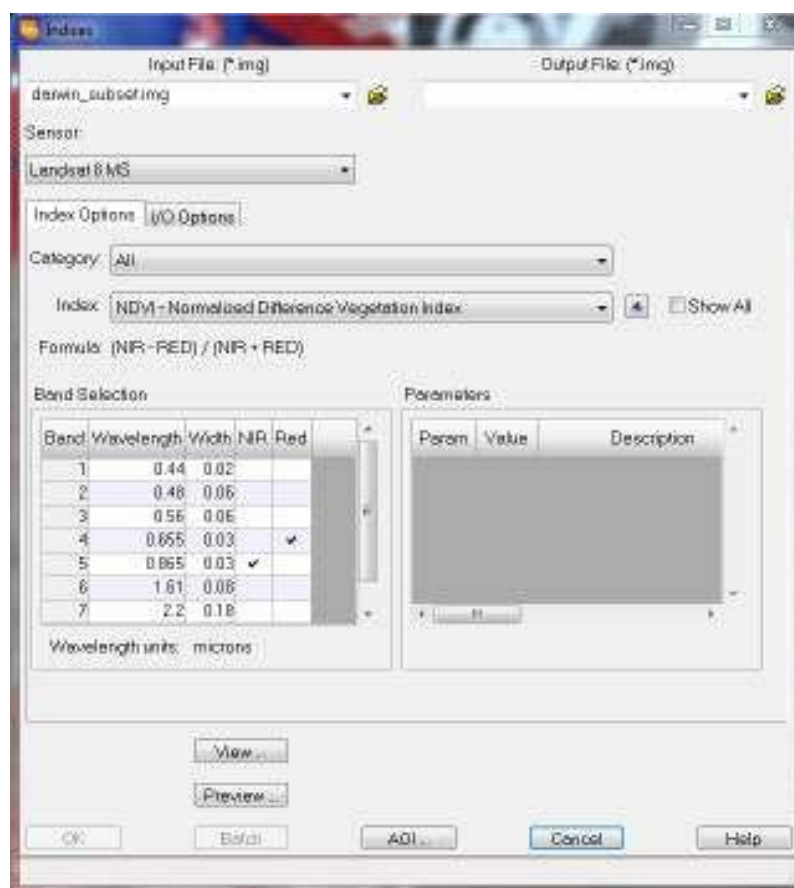 Indices
Input File: (*.img) Output File: (*.img)
darwin_subset.img
Sensor:
Landsat 8 MS
Index Options I/O Options
Category: All
Index: NDVI - Normalized Difference Vegetation Index Show All
Formula: (NIR - RED) / (NIR + RED)
Band Selection Parameters
Band Wavelength Width NIR Red Param Value Description
1 0.44 0.02
2 0.48 0.06
3 0.56 0.06
4 0.655 0.03 ✔
5 0.865 0.03 ✔
6 1.61 0.08
7 2.2 0.18
Wavelength units: microns
View ...
Preview ...
OK Batch AOI ... Cancel Help